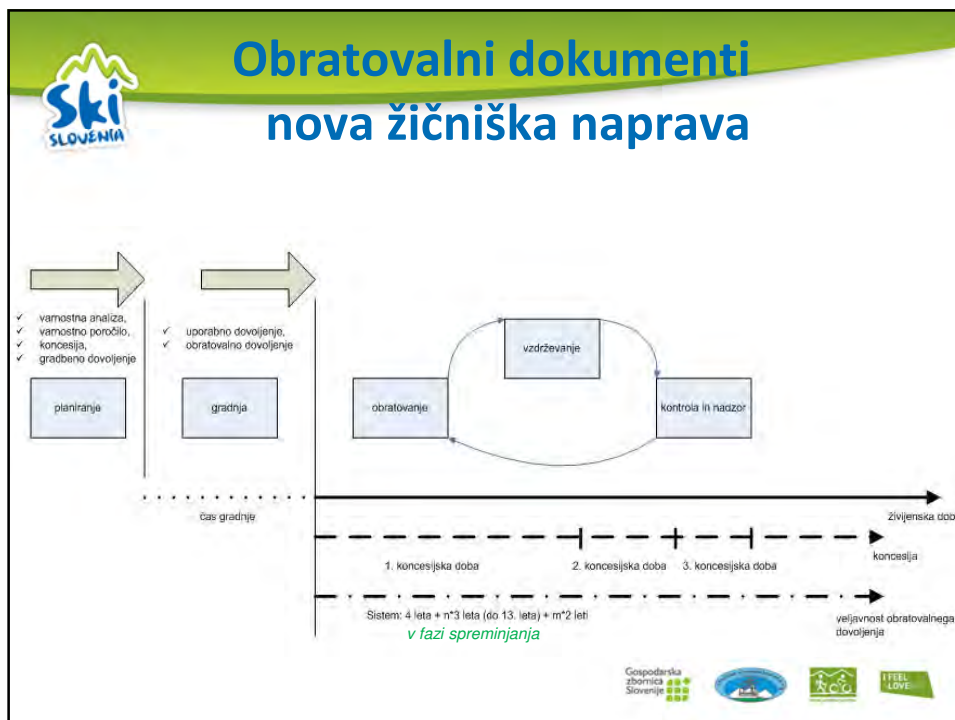 Obratovalni dokumenti
nova žičniška naprava
Ski
SLOVENIA
varnostna analiza,
varnostno poročilo,
koncesija,
gradbeno dovoljenje
uporabno dovoljenje,
obratovalno dovoljenje
planiranje
gradnja
obratovanje
vzdrževanje
kontrola in nadzor
čas gradnje
življenska dob
1. koncesijska doba
2. koncesijska doba
3. koncesijska doba
koncesija
Sistem: 4 leta + n*3 leta (do 13. leta) + m*2 leti
v fazi spreminjanja
veljavnost obratovalnega
dovoljenja
Gospodarska
zbornica
Slovenije
I FEEL
LOVE